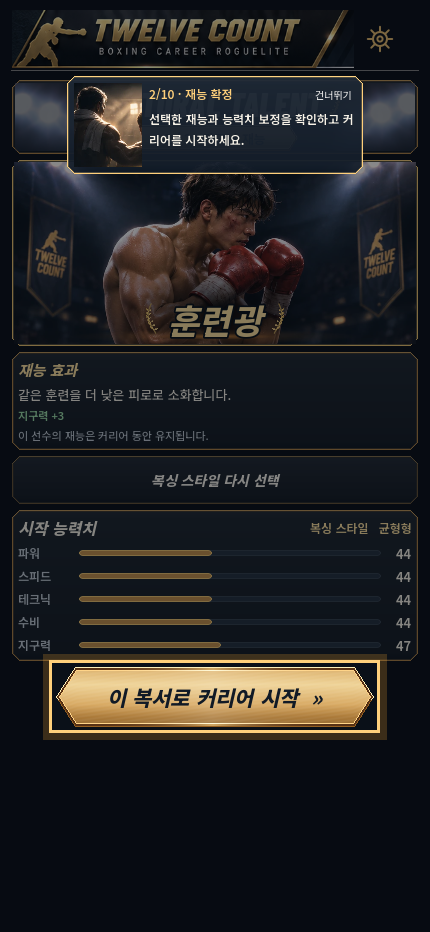 TWELVE COUNT
BOXING CAREER ROGUELITE
2/10 · 재능 확정
건너뛰기
선택한 재능과 능력치 보정을 확인하고 커
리어를 시작하세요.
TWELVE
COUNT
TWELVE
COUNT
훈련광
재능 효과
같은 훈련을 더 낮은 피로로 소화합니다.
지구력 +3
이 선수의 재능은 커리어 동안 유지됩니다.
복싱 스타일 다시 선택
시작 능력치
복싱 스타일 균형형
파워 44
스피드 44
테크닉 44
수비 44
지구력 47
이 복서로 커리어 시작 »